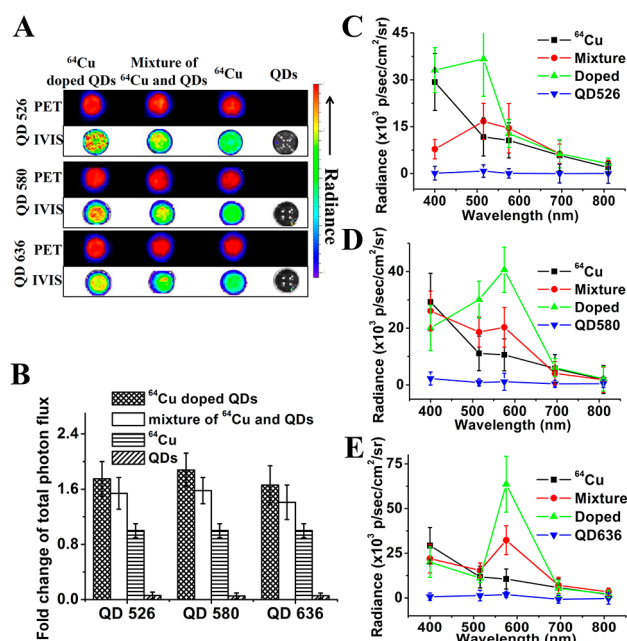 A
⁶⁴Cu doped QDs
Mixture of ⁶⁴Cu and QDs
⁶⁴Cu
QDs
QD 526
PET
IVIS
QD 580
PET
IVIS
QD 636
PET
IVIS
Radiance
B
Fold change of total photon flux
2.4
1.6
0.8
0.0
⁶⁴Cu doped QDs
mixture of ⁶⁴Cu and QDs
⁶⁴Cu
QDs
QD 526 QD 580 QD 636
C
Radiance (x10³ p/sec/cm²/sr)
45
30
15
0
⁶⁴Cu
Mixture
Doped
QD526
400 500 600 700 800
Wavelength (nm)
D
Radiance (x10³ p/sec/cm²/sr)
60
40
20
0
⁶⁴Cu
Mixture
Doped
QD580
400 500 600 700 800
Wavelength (nm)
E
Radiance (x10³ p/sec/cm²/sr)
75
50
25
0
⁶⁴Cu
Mixture
Doped
QD636
400 500 600 700 800
Wavelength (nm)